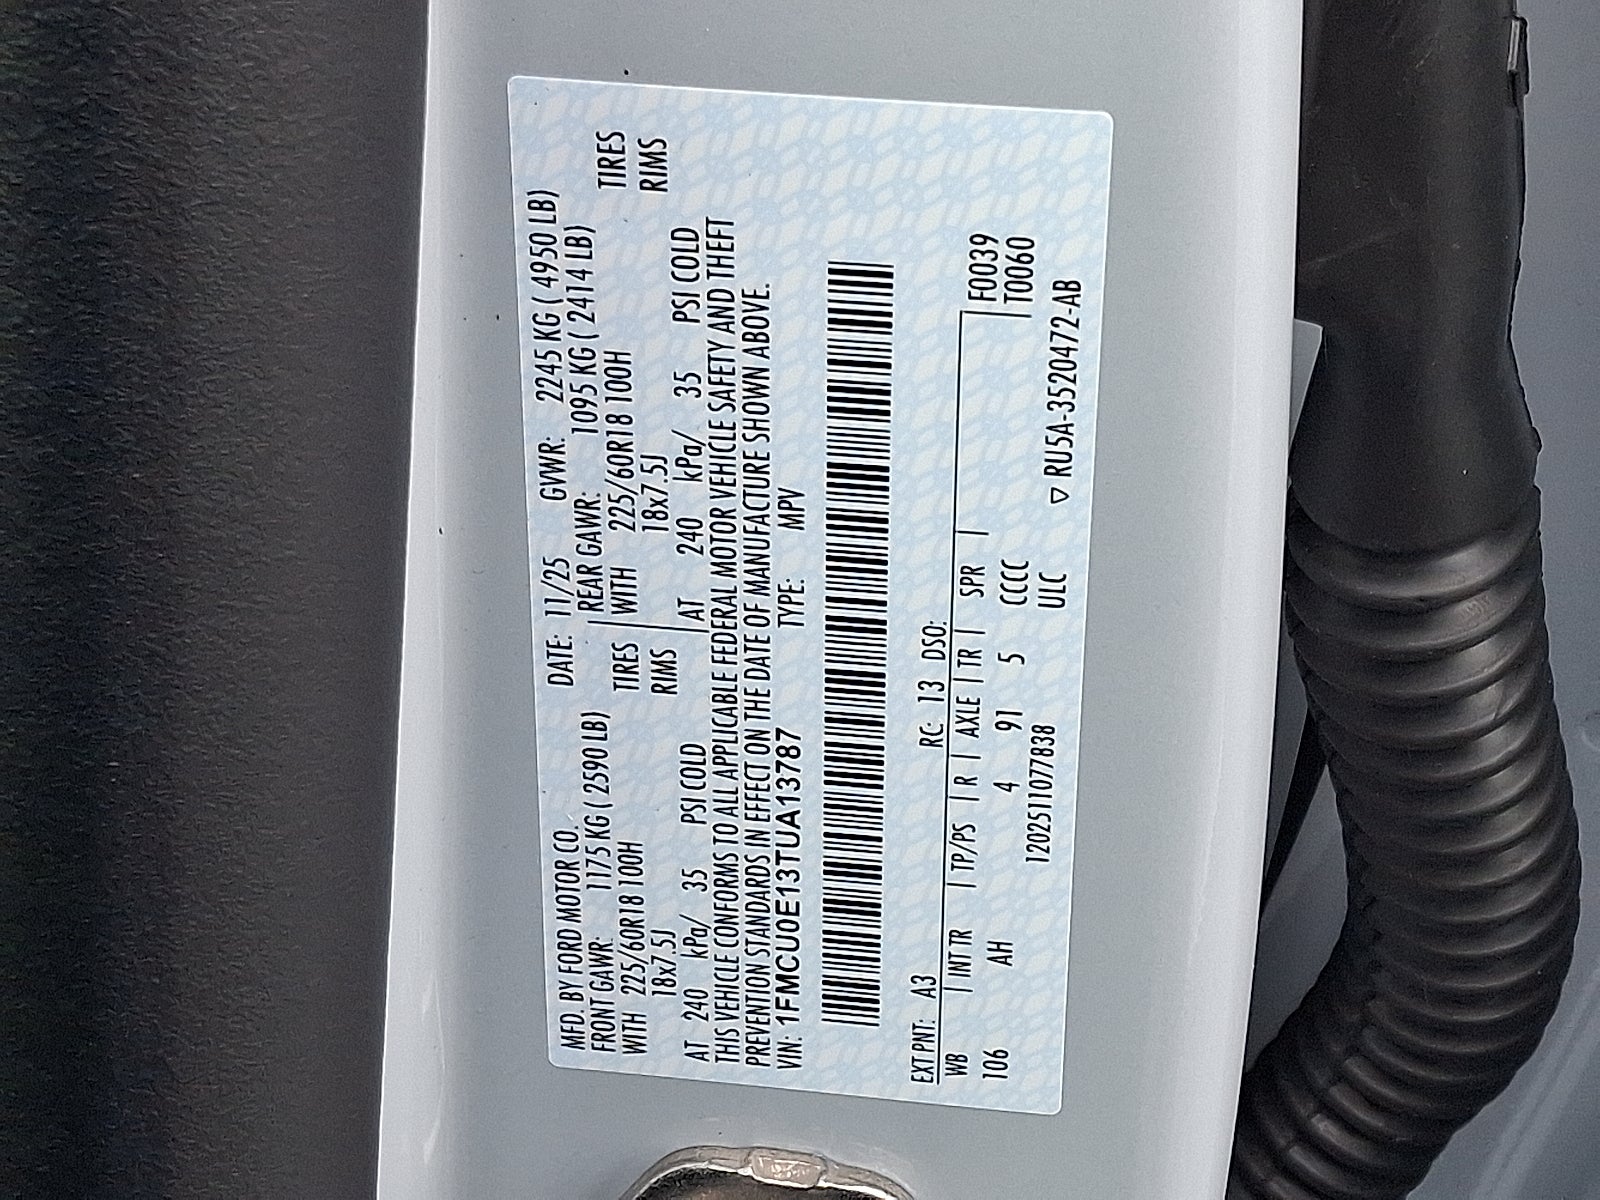 MFD. BY FORD MOTOR CO. DATE: 11/25 GVWR: 2245 KG ( 4950 LB)
FRONT GAWR: 1175 KG ( 2590 LB) REAR GAWR: 1095 KG ( 2414 LB)
WITH 225/60R18 100H TIRES WITH 225/60R18 100H TIRES
18x7.5J RIMS 18x7.5J RIMS
AT 240 kPa/ 35 PSI COLD AT 240 kPa/ 35 PSI COLD
THIS VEHICLE CONFORMS TO ALL APPLICABLE FEDERAL MOTOR VEHICLE SAFETY AND THEFT
PREVENTION STANDARDS IN EFFECT ON THE DATE OF MANUFACTURE SHOWN ABOVE.
VIN: 1FMCU0E13TUA13787 TYPE: MPV
EXT PNT: A3 RC: 13 DSO:
WB INT TR TP/PS R AXLE TR SPR F0039
106 AH 4 91 5 CCCC T0060
1202511077838 ULC ▽ RU5A-3520472-AB